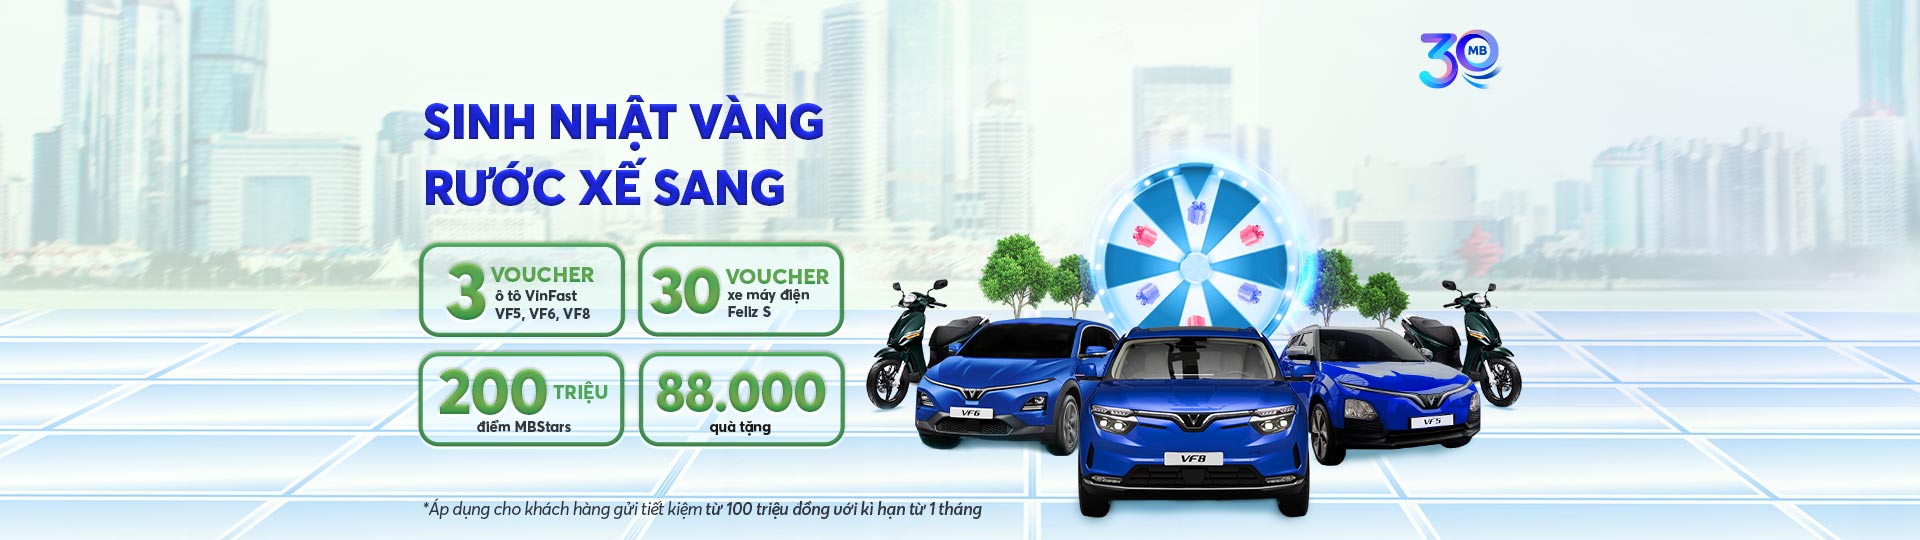 30
MB
SINH NHẬT VÀNG
RƯỚC XẾ SANG
3 VOUCHER
ô tô VinFast
VF5, VF6, VF8
30 VOUCHER
xe máy điện
Feliz S
200 TRIỆU
điểm MBStars
88.000
quà tặng
VF6
VF8
VF5
*Áp dụng cho khách hàng gửi tiết kiệm từ 100 triệu đồng với kì hạn từ 1 tháng